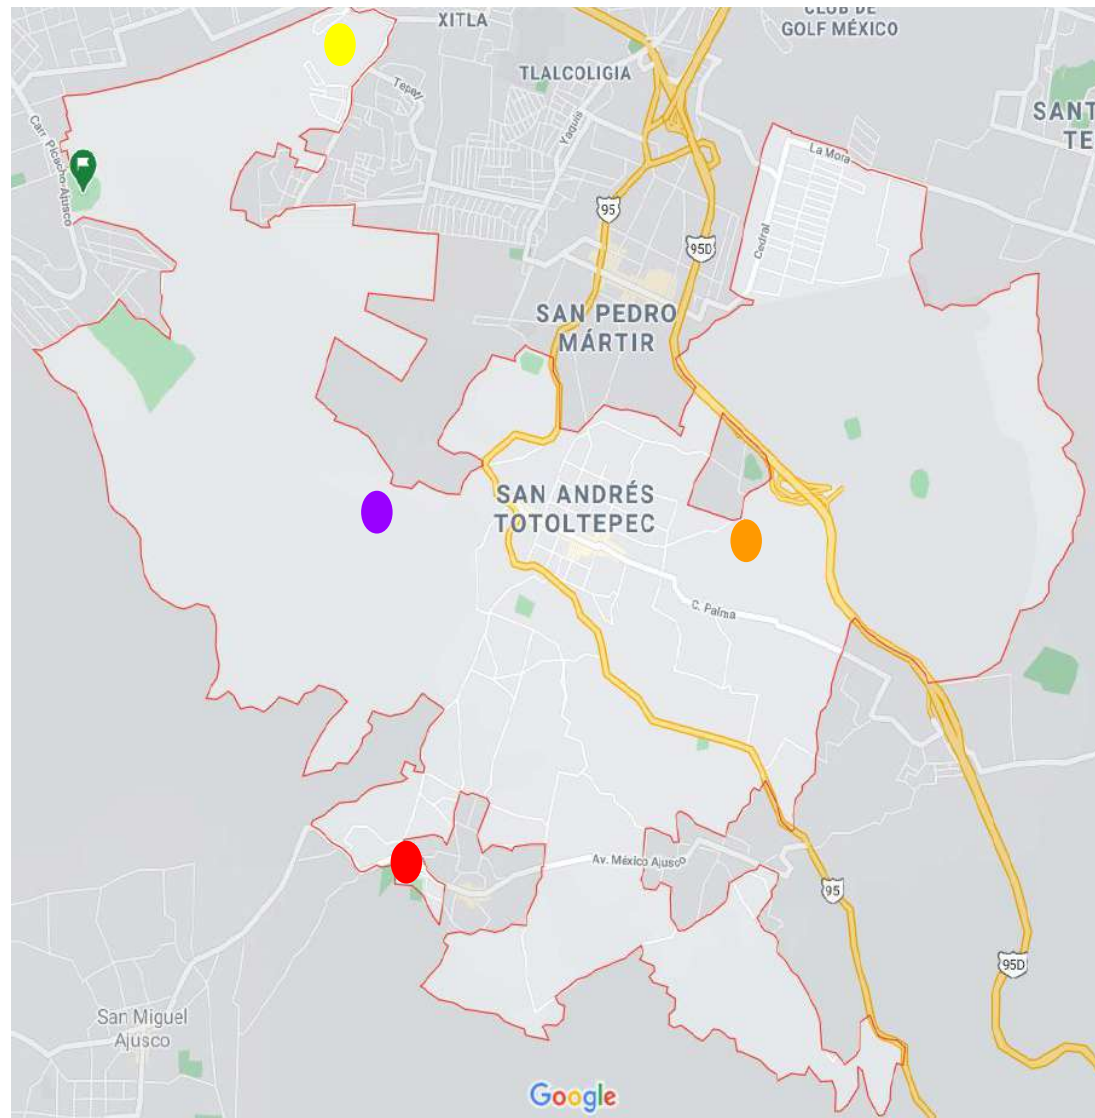 CLUB DE
GOLF MÉXICO
XITLA
TLALCOLIGIA
Tepey
Yaquis
SANT
TE
Carr Picacho-Ajusco
La Mora
Cedral
95
95D
SAN PEDRO
MÁRTIR
SAN ANDRÉS
TOTOLTEPEC
C. Palma
Av. México Ajusco
95
95D
San Miguel
Ajusco
Google